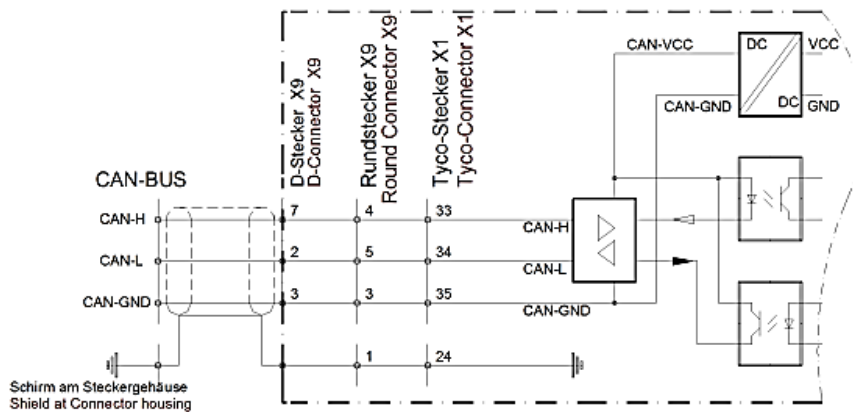 D-Stecker X9
D-Connector X9
Rundstecker X9
Round Connector X9
Tyco-Stecker X1
Tyco-Connector X1
CAN-VCC
DC
VCC
CAN-GND
DC
GND
CAN-BUS
CAN-H
7
4
33
CAN-H
CAN-L
2
5
34
CAN-L
CAN-GND
3
3
35
CAN-GND
1
24
Schirm am Steckergehäuse
Shield at Connector housing